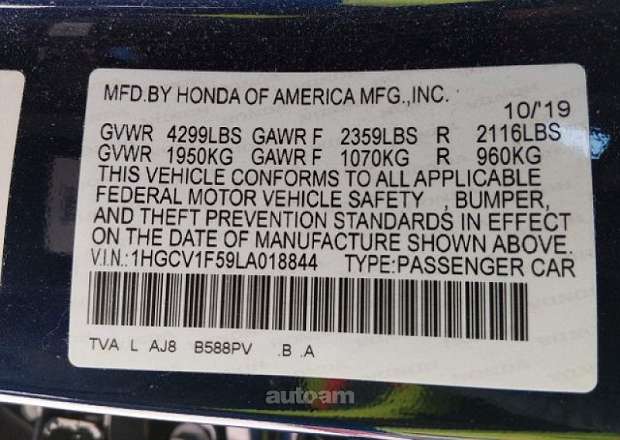 MFD.BY HONDA OF AMERICA MFG.,INC.
10/'19
GVWR 4299LBS GAWR F 2359LBS R 2116LBS
GVWR 1950KG GAWR F 1070KG R 960KG
THIS VEHICLE CONFORMS TO ALL APPLICABLE
FEDERAL MOTOR VEHICLE SAFETY , BUMPER,
AND THEFT PREVENTION STANDARDS IN EFFECT
ON THE DATE OF MANUFACTURE SHOWN ABOVE.
V.I.N.:1HGCV1F59LA018844 TYPE:PASSENGER CAR
TVA L AJ8 B588PV .B .A
autoam